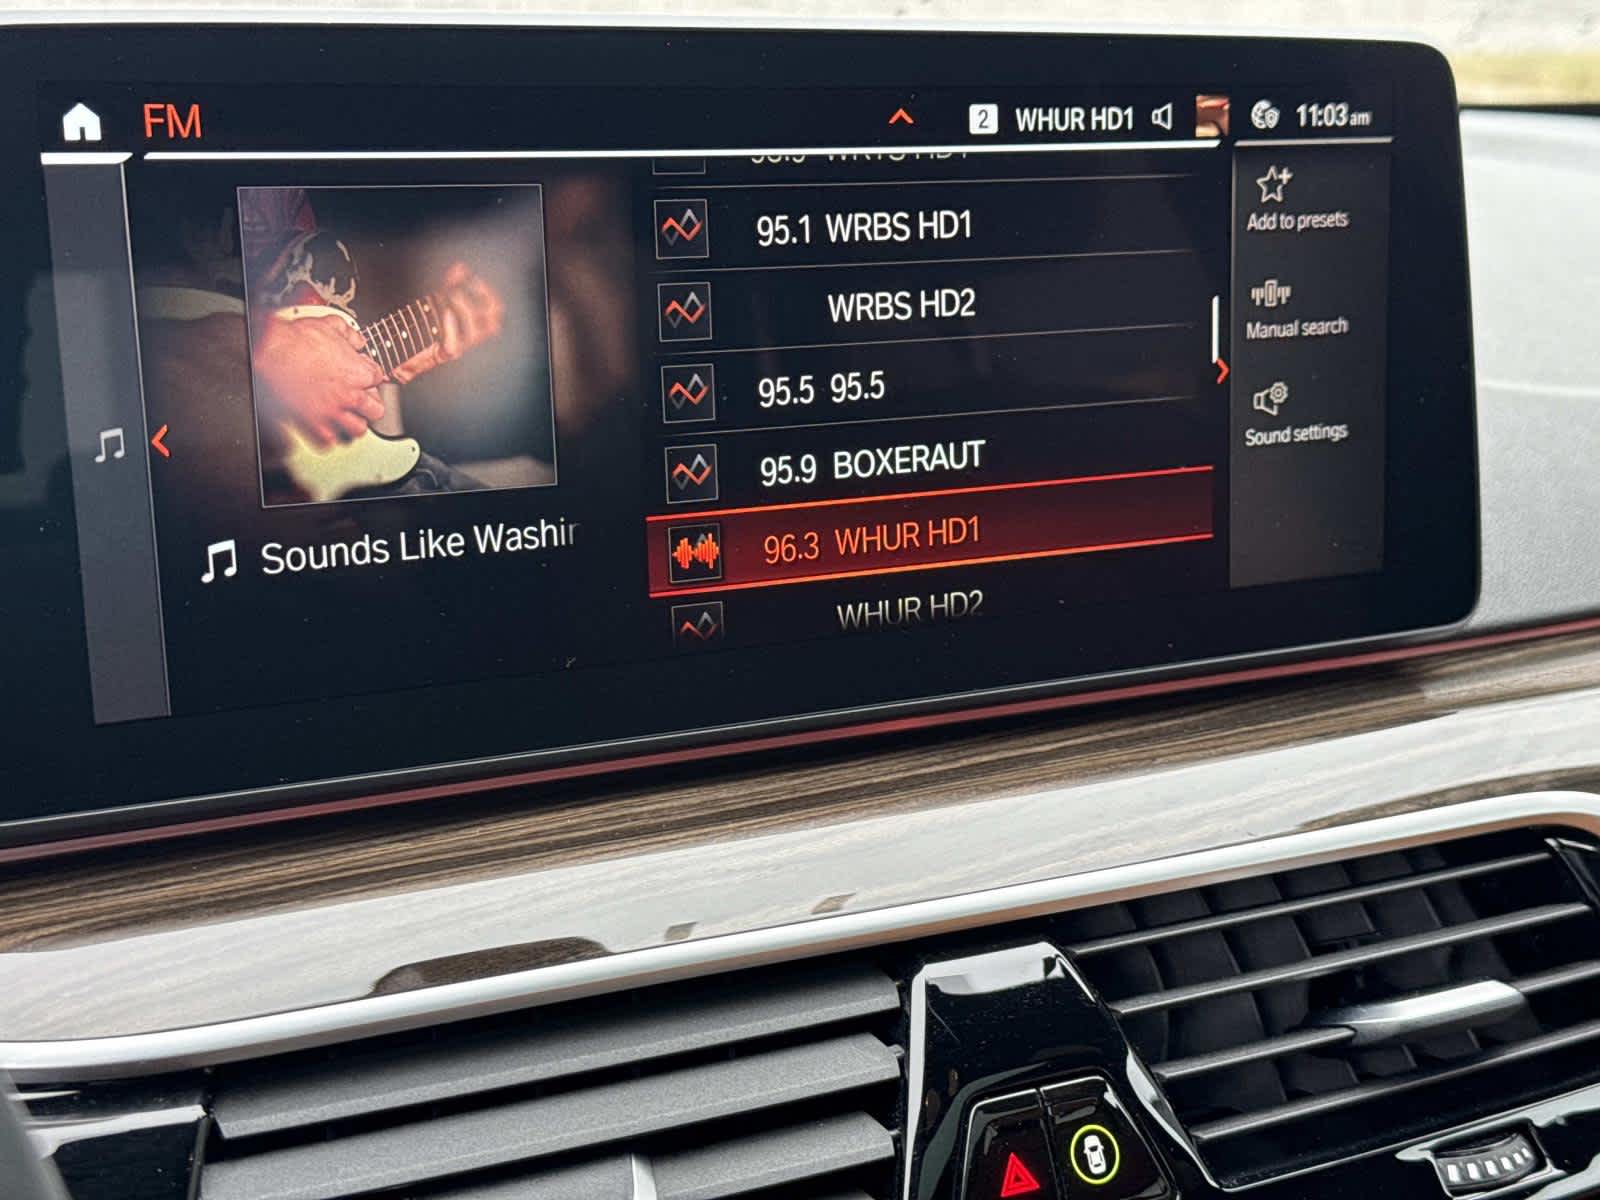 FM
2 WHUR HD1 11:03 am
95.1 WRBS HD1
WRBS HD2
95.5 95.5
95.9 BOXERAUT
96.3 WHUR HD1
WHUR HD2
Sounds Like Washin
Add to presets
Manual search
Sound settings